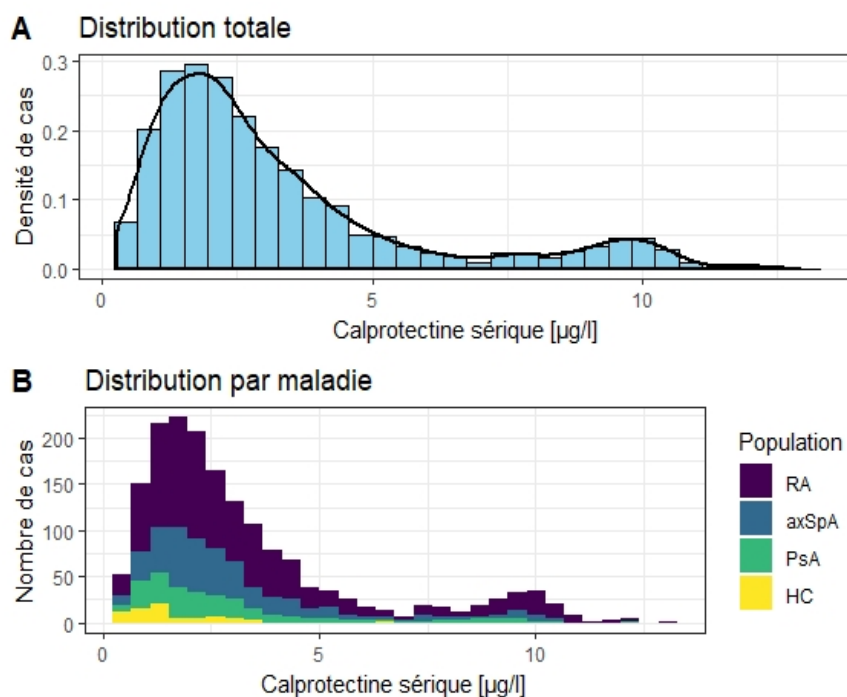 A Distribution totale
0.3
0.2
0.1
0.0
Densité de cas
0 5 10
Calprotectine sérique [µg/l]
B Distribution par maladie
200
150
100
50
0
Nombre de cas
0 5 10
Calprotectine sérique [µg/l]
Population
RA
axSpA
PsA
HC